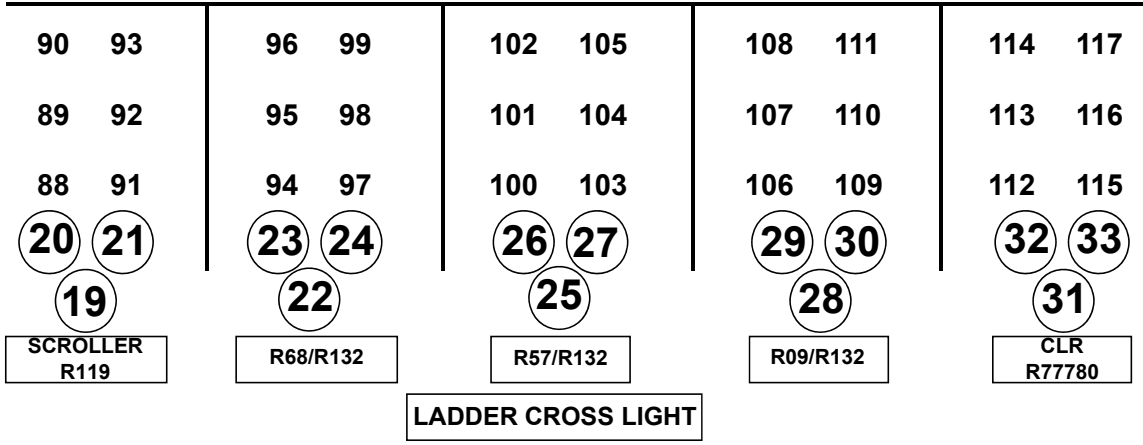 90 93 96 99 102 105 108 111 114 117
89 92 95 98 101 104 107 110 113 116
88 91 94 97 100 103 106 109 112 115
20 21 23 24 26 27 29 30 32 33
19 22 25 28 31
SCROLLER
R119
R68/R132
R57/R132
R09/R132
CLR
R77780
LADDER CROSS LIGHT